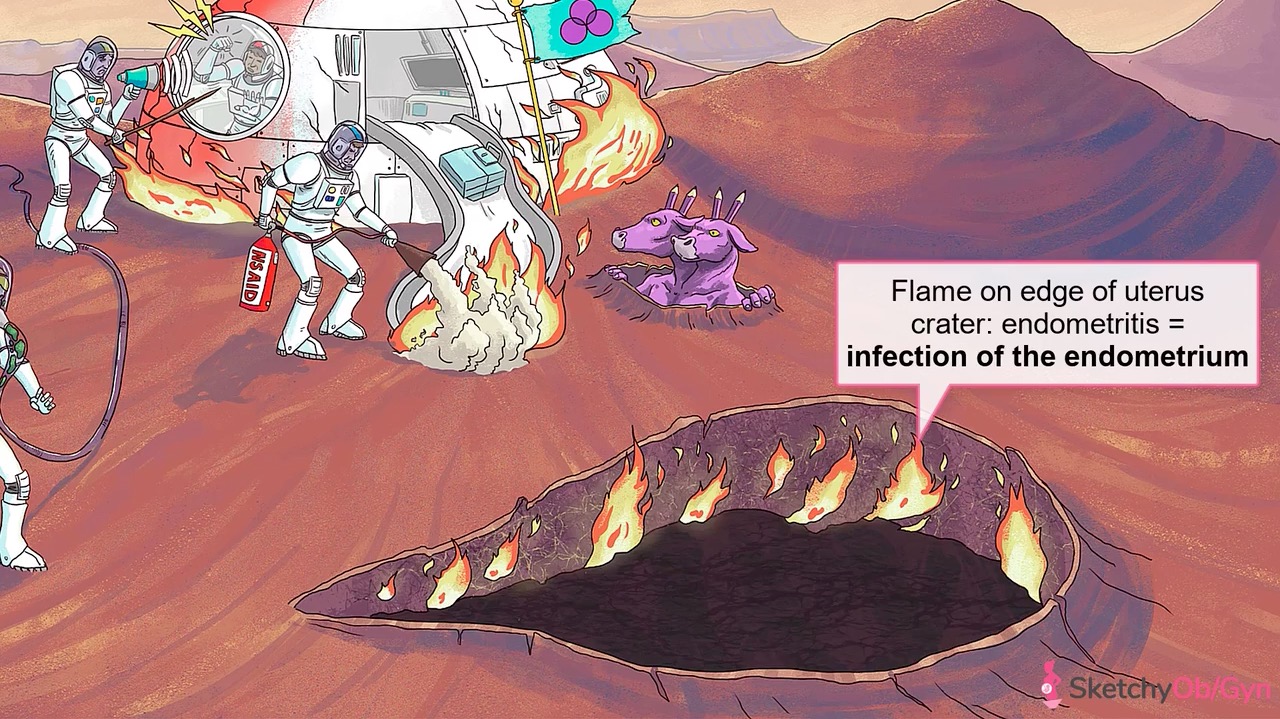 NSAID
Flame on edge of uterus
crater: endometritis =
infection of the endometrium
SketchyOb/Gyn